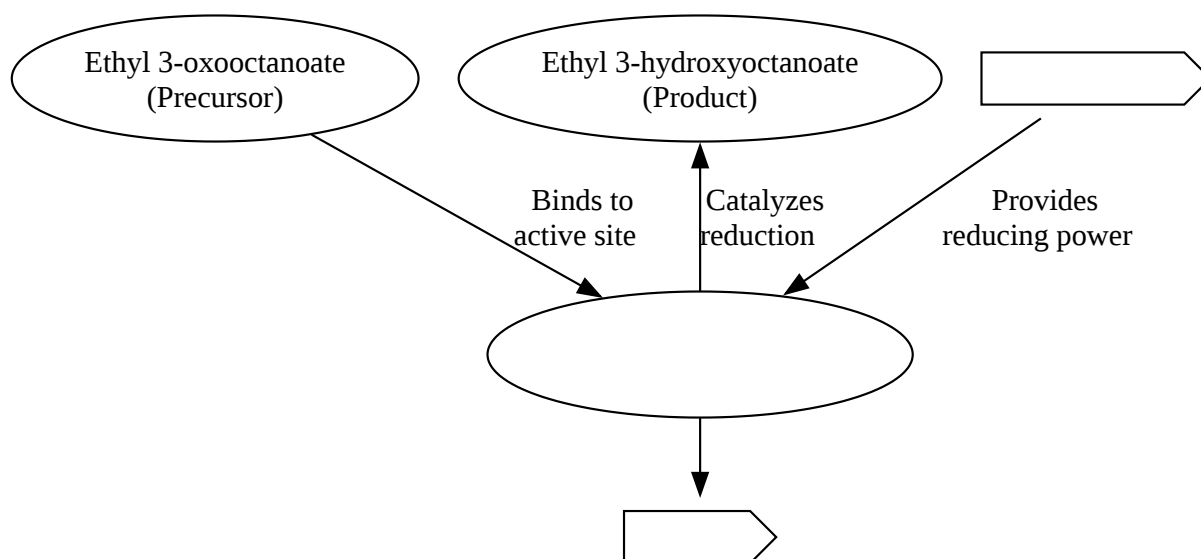 Ethyl 3-oxooctanoate
(Precursor)
Ethyl 3-hydroxyoctanoate
(Product)
Binds to
active site
Catalyzes
reduction
Provides
reducing power